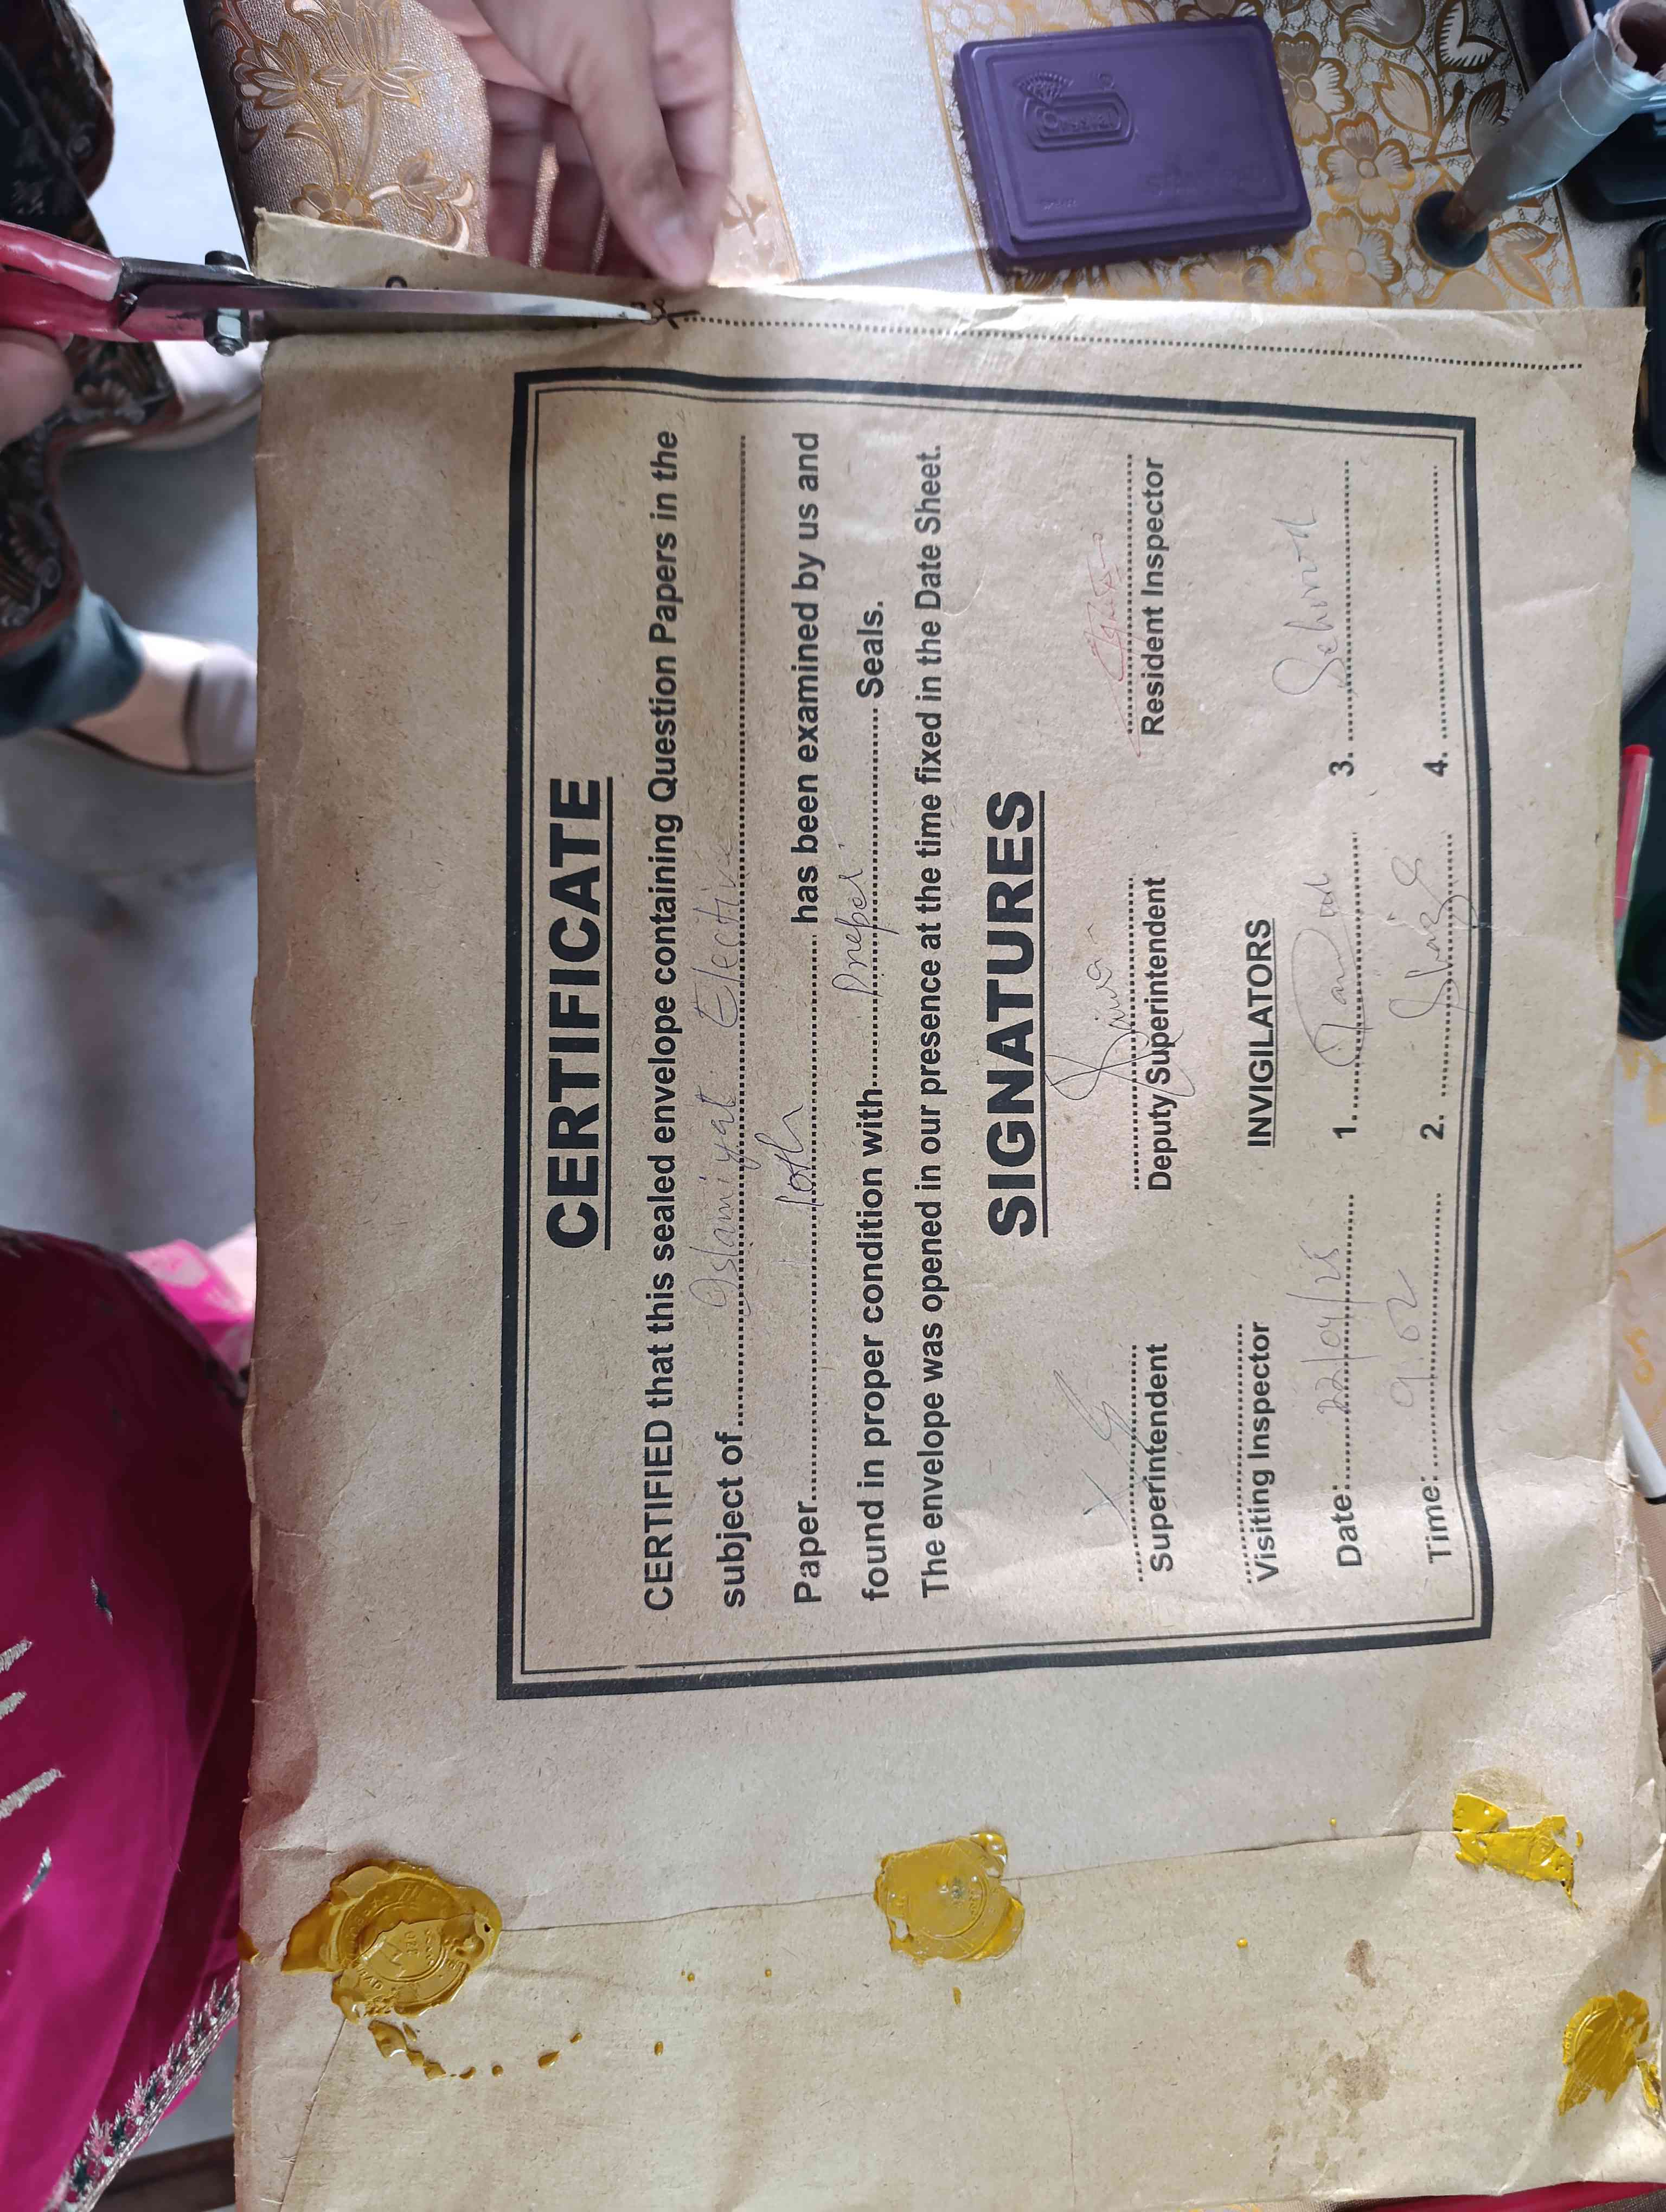 CERTIFICATE
CERTIFIED that this sealed envelope containing Question Papers in the
subject of Islamiyat Elective
Paper 10th has been examined by us and
found in proper condition with Proper Seals.
The envelope was opened in our presence at the time fixed in the Date Sheet.
SIGNATURES
Superintendent Deputy Superintendent Resident Inspector
Visiting Inspector INVIGILATORS
Date: 22/04/25 1. 3.
Time: 9:02 2. 4.